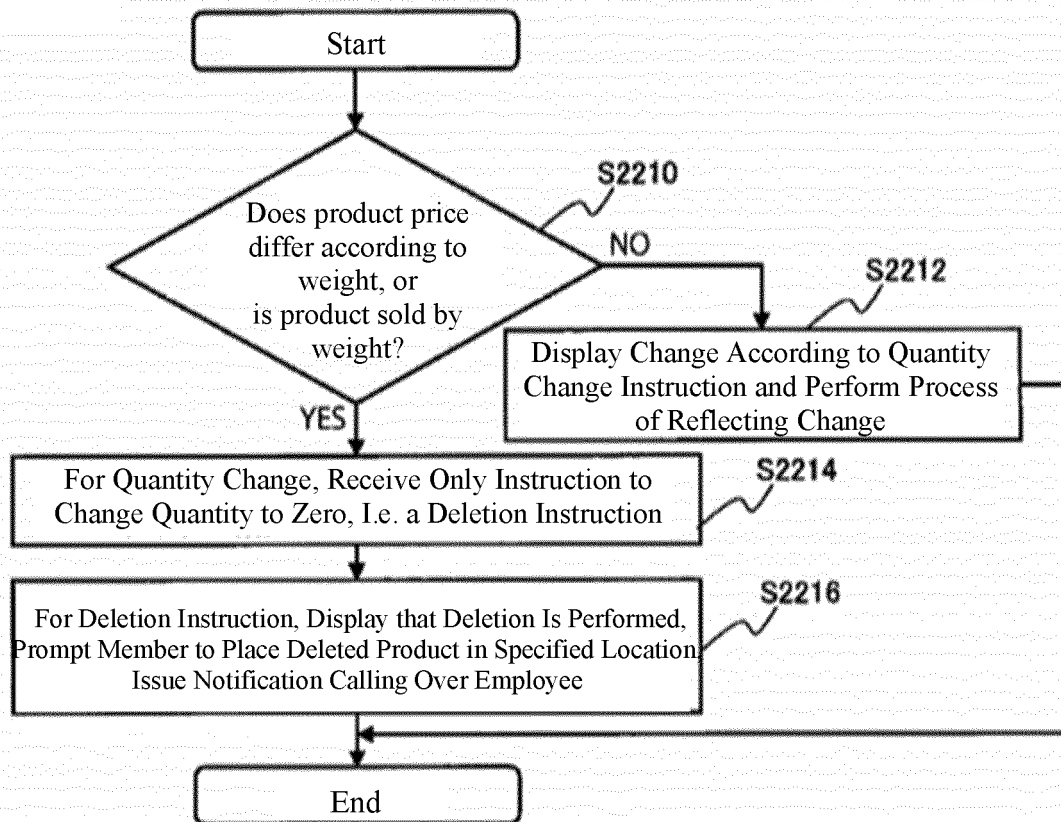 Start
S2210
Does product price
differ according to
weight, or
is product sold by
weight?
NO
S2212
Display Change According to Quantity
Change Instruction and Perform Process
of Reflecting Change
YES
S2214
For Quantity Change, Receive Only Instruction to
Change Quantity to Zero, I.e. a Deletion Instruction
S2216
For Deletion Instruction, Display that Deletion Is Performed,
Prompt Member to Place Deleted Product in Specified Location
Issue Notification Calling Over Employee
End